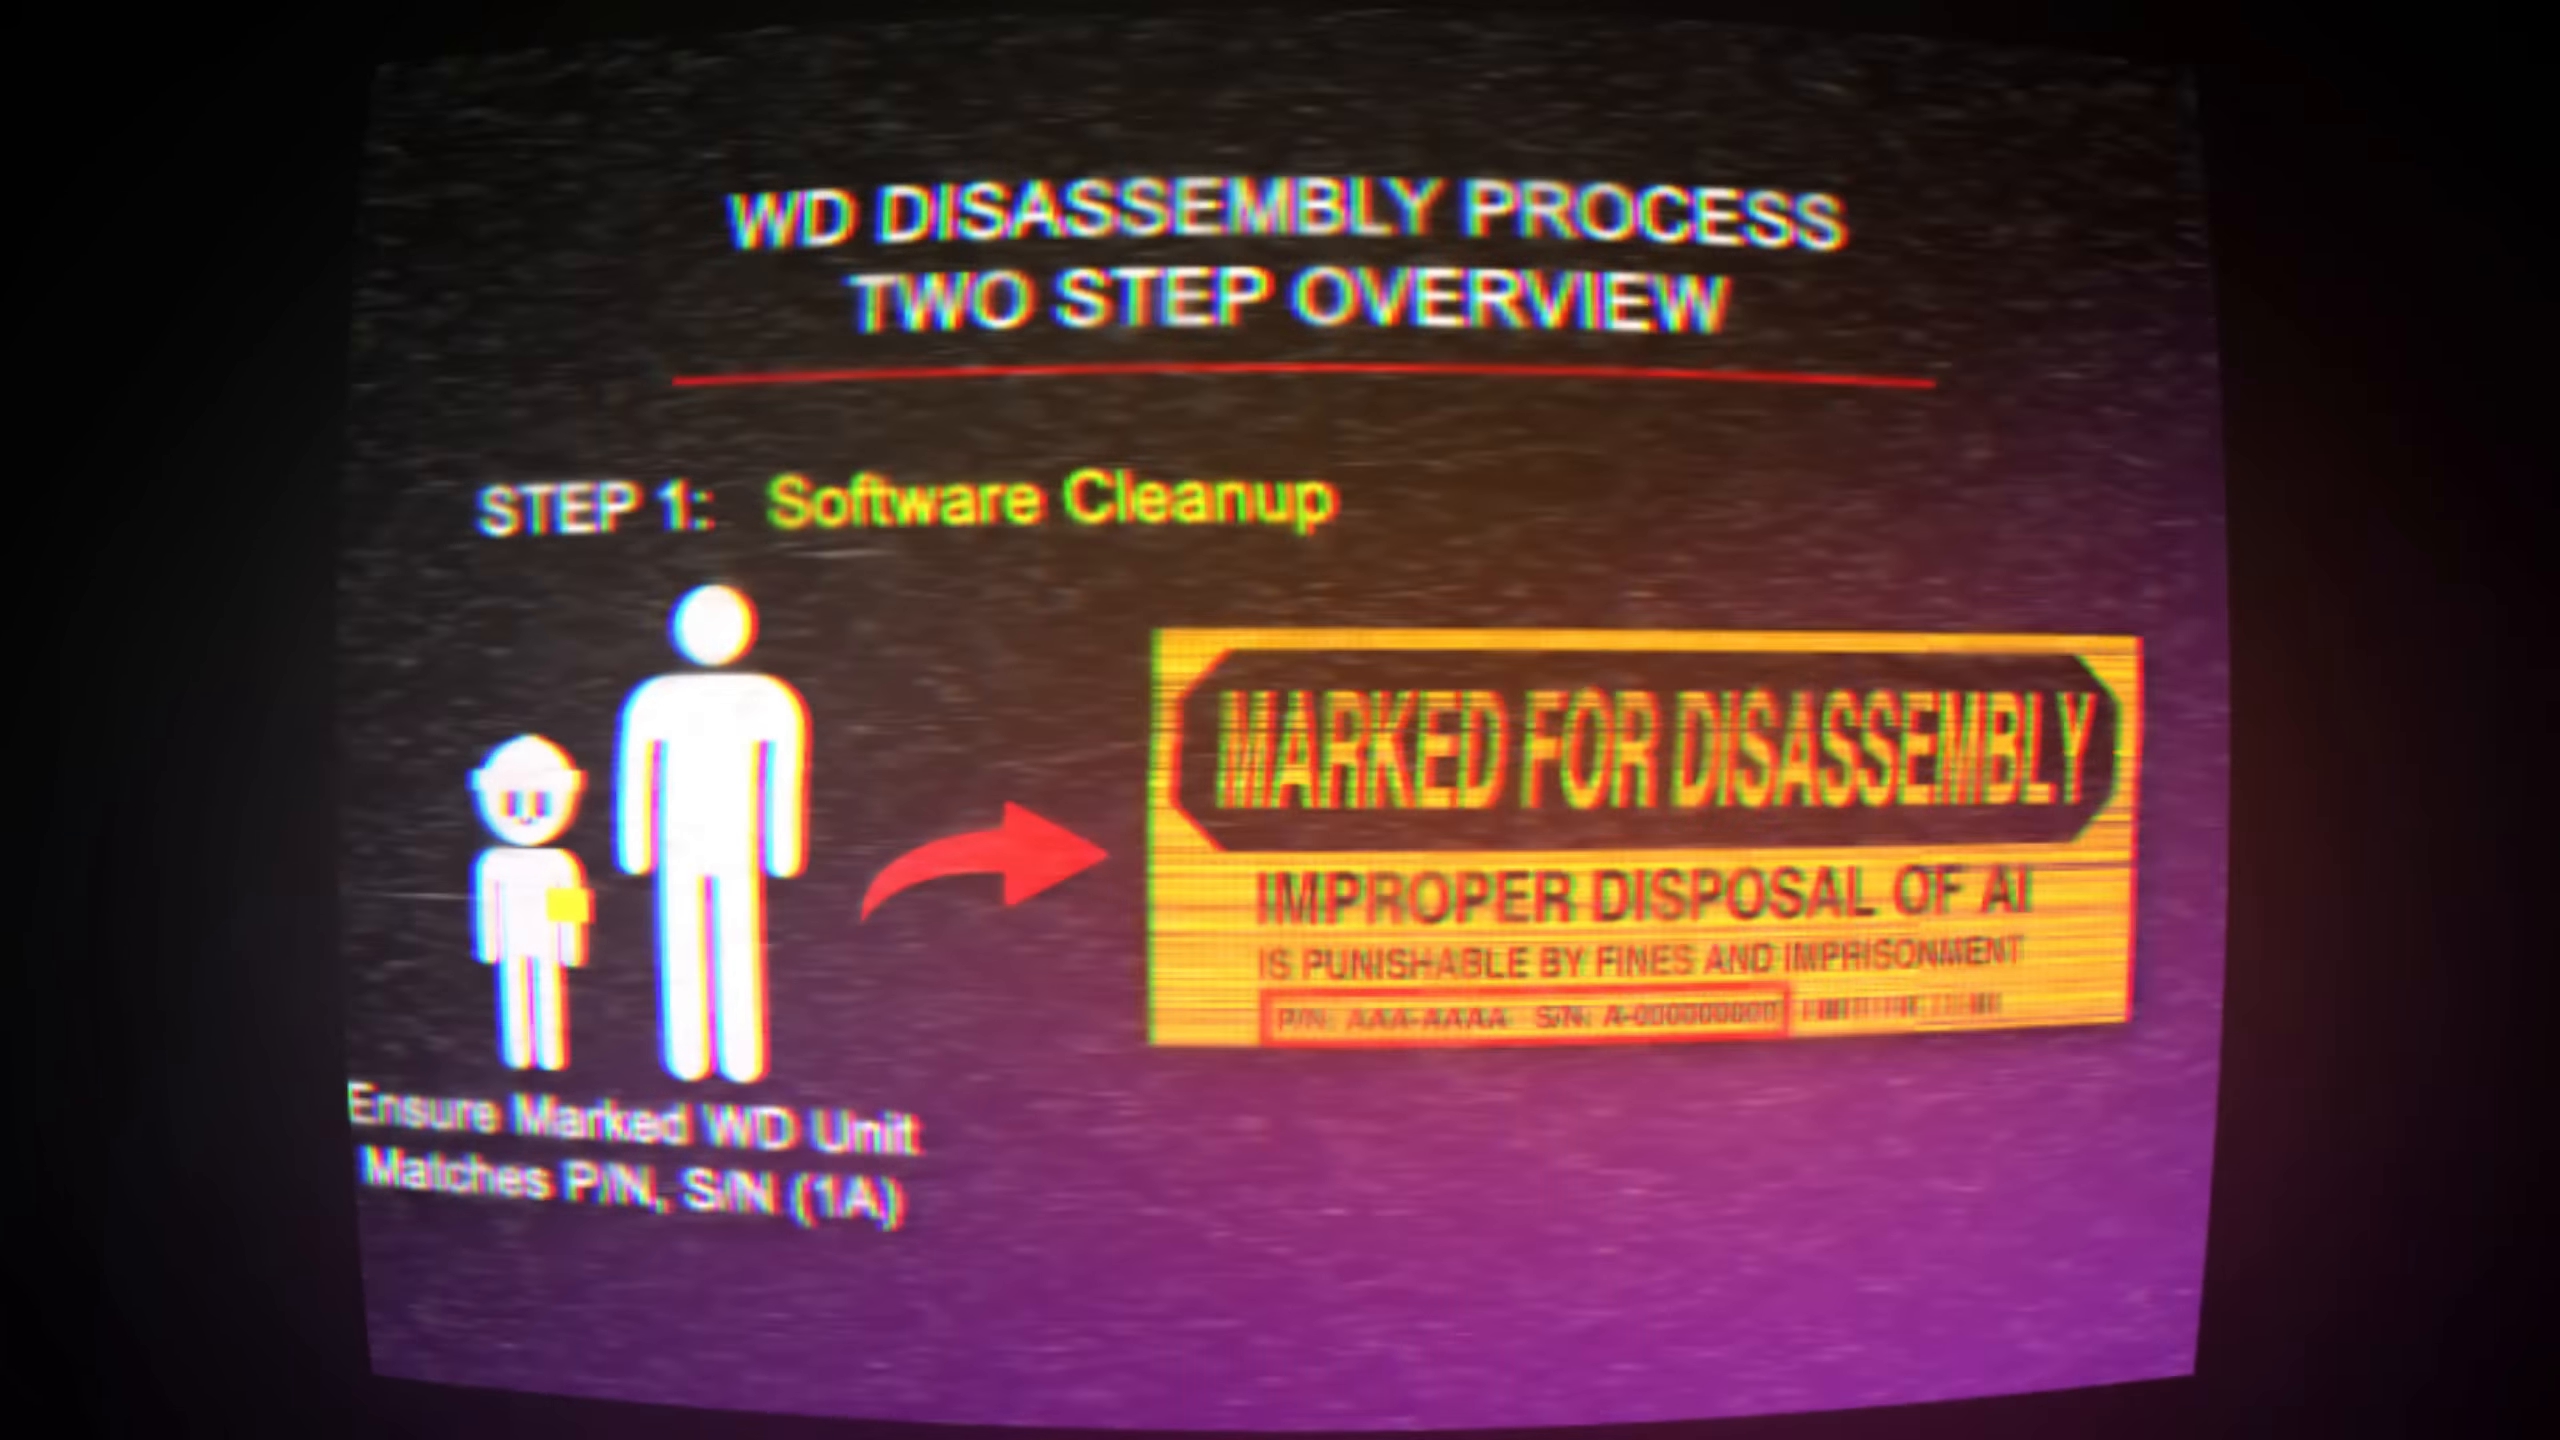 WD DISASSEMBLY PROCESS
TWO STEP OVERVIEW
STEP 1: Software Cleanup
MARKED FOR DISASSEMBLY
IMPROPER DISPOSAL OF AI
IS PUNISHABLE BY FINES AND IMPRISONMENT
P/N: AAA-AAAA S/N: A-000000000
Ensure Marked WD Unit
Matches P/N, S/N (1A)